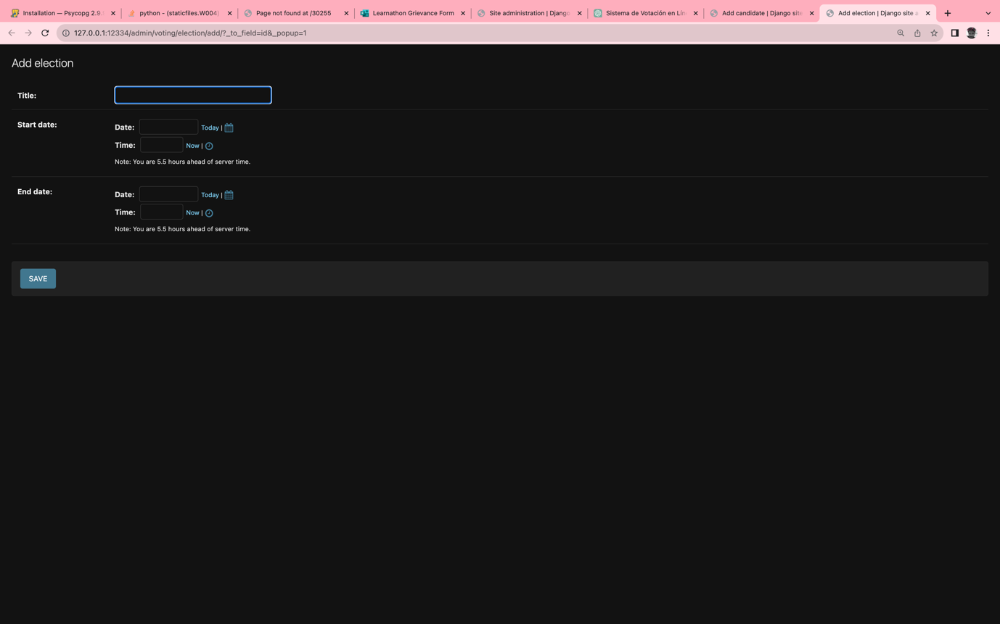 Installation — Psycopg 2.9.
python - (staticfiles.W004)
Page not found at /30255
Learnathon Grievance Form
Site administration | Django
Sistema de Votación en Lín
Add candidate | Django site
Add election | Django site a
127.0.0.1:12334/admin/voting/election/add/?_to_field=id&_popup=1
Add election
Title:
Start date:
Date: Today |
Time: Now |
Note: You are 5.5 hours ahead of server time.
End date:
Date: Today |
Time: Now |
Note: You are 5.5 hours ahead of server time.
SAVE